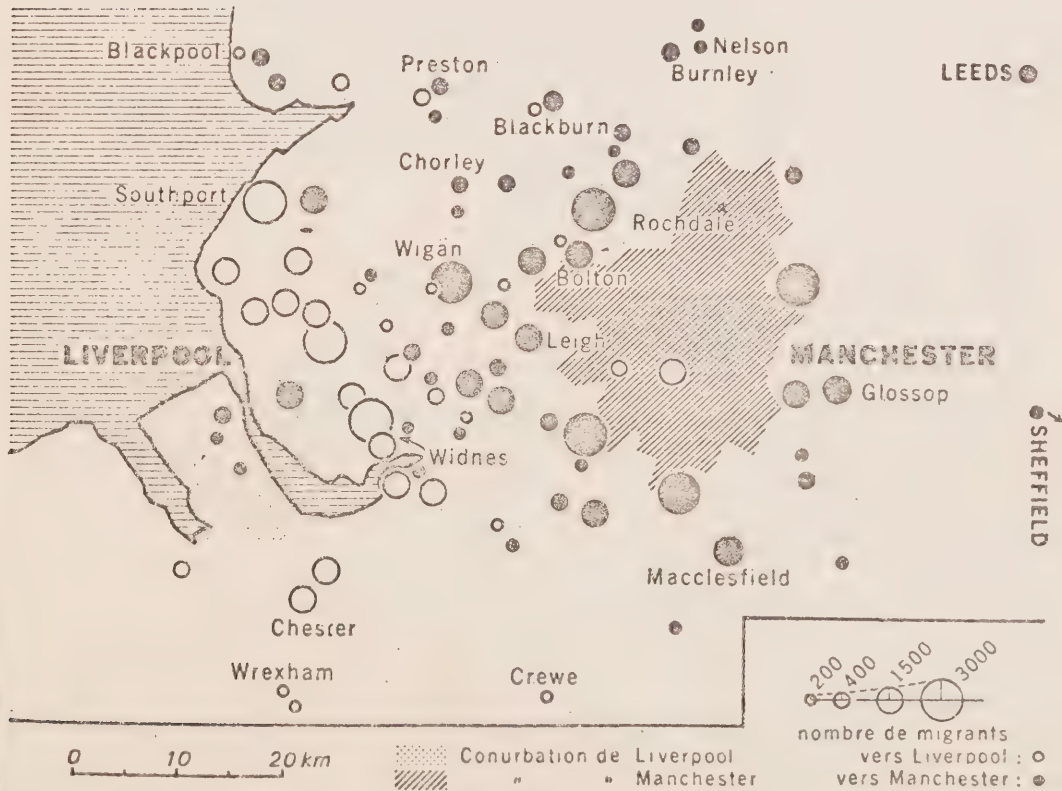 Blackpool
Preston
Nelson
Burnley
LEEDS
Blackburn
Chorley
Southport
Rochdale
Wigan
Bolton
LIVERPOOL
Leigh
MANCHESTER
Glossop
Widnes
SHEFFIELD
Macclesfield
Chester
Wrexham
Crewe
200 400 1500 3000
nombre de migrants
vers Liverpool :
vers Manchester :
0 10 20 km
Conurbation de Liverpool
" " Manchester